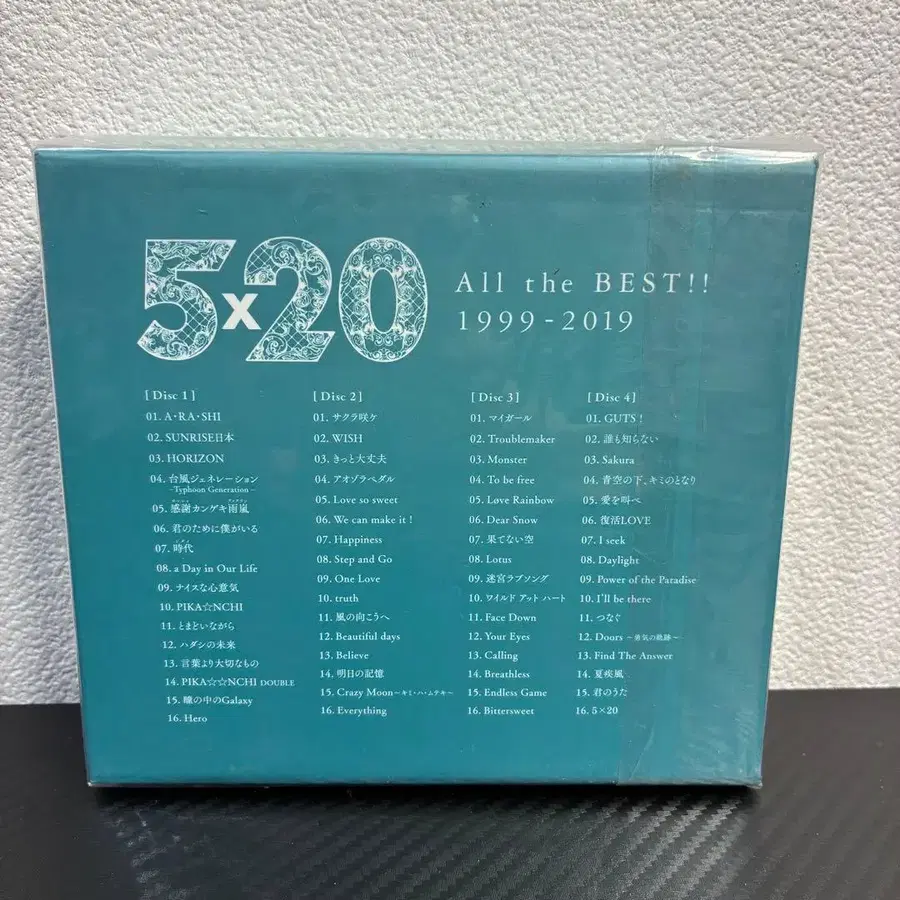 5x20
All the BEST!!
1999-2019
[Disc 1]
01. A・RA・SHI
02. SUNRISE日本
03. HORIZON
04. 台風ジェネレーション
-Typhoon Generation-
05. 感謝カンゲキ雨嵐
06. 君のために僕がいる
07. 時代
08. a Day in Our Life
09. ナイスな心意気
10. PIKA☆NCHI
11. とまどいながら
12. ハダシの未来
13. 言葉より大切なもの
14. PIKA☆☆NCHI DOUBLE
15. 瞳の中のGalaxy
16. Hero
[Disc 2]
01. サクラ咲ケ
02. WISH
03. きっと大丈夫
04. アオゾラペダル
05. Love so sweet
06. We can make it !
07. Happiness
08. Step and Go
09. One Love
10. truth
11. 風の向こうへ
12. Beautiful days
13. Believe
14. 明日の記憶
15. Crazy Moon～キミ・ハ・ムテキ～
16. Everything
[Disc 3]
01. マイガール
02. Troublemaker
03. Monster
04. To be free
05. Løve Rainbow
06. Dear Snow
07. 果てない空
08. Lotus
09. 迷宮ラブソング
10. ワイルド アット ハート
11. Face Down
12. Your Eyes
13. Calling
14. Breathless
15. Endless Game
16. Bittersweet
[Disc 4]
01. GUTS !
02. 誰も知らない
03. Sakura
04. 青空の下、キミのとなり
05. 愛を叫べ
06. 復活LOVE
07. I seek
08. Daylight
09. Power of the Paradise
10. I'll be there
11. つなぐ
12. Doors ～勇気の軌跡～
13. Find The Answer
14. 夏疾風
15. 君のうた
16. 5×20